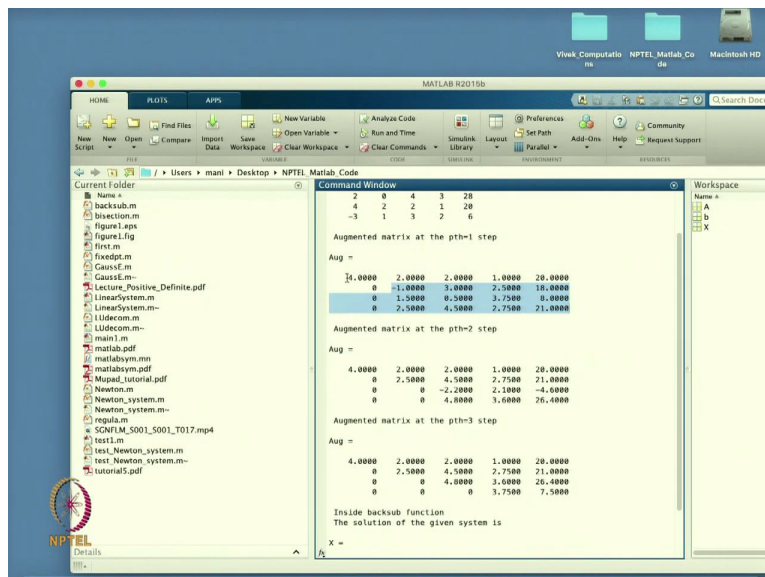 Vivek_Computations
NPTEL_Matlab_Code
Macintosh HD
MATLAB R2015b
HOME PLOTS APPS
New Script
New
Open
Find Files
Compare
Import Data
Save Workspace
New Variable
Open Variable
Clear Workspace
Analyze Code
Run and Time
Clear Commands
Simulink Library
Layout
Preferences
Set Path
Parallel
Add-Ons
Help
Community
Request Support
FILE VARIABLE CODE SIMULINK ENVIRONMENT RESOURCES
/ Users mani Desktop NPTEL_Matlab_Code
Current Folder
Name
backsub.m
bisection.m
figure1.eps
figure1.fig
first.m
fixedpt.m
GaussE.m
GaussE.m~
Lecture_Positive_Definite.pdf
LinearSystem.m
LinearSystem.m~
LUdecom.m
LUdecom.m~
main1.m
matlab.pdf
matlabsym.mn
matlabsym.pdf
Mupad_tutorial.pdf
Newton.m
Newton_system.m
Newton_system.m~
regula.m
SGNFLM_S001_S001_T017.mp4
test1.m
test_Newton_system.m
test_Newton_system.m~
tutorial5.pdf
Details
Command Window
2 0 4 3 28
4 2 2 1 20
-3 1 3 2 6
Augmented matrix at the pth=1 step
Aug =
4.0000 2.0000 2.0000 1.0000 20.0000
0 -1.0000 3.0000 2.5000 18.0000
0 1.5000 0.5000 3.7500 8.0000
0 2.5000 4.5000 2.7500 21.0000
Augmented matrix at the pth=2 step
Aug =
4.0000 2.0000 2.0000 1.0000 20.0000
0 2.5000 4.5000 2.7500 21.0000
0 0 -2.2000 2.1000 -4.6000
0 0 4.8000 3.6000 26.4000
Augmented matrix at the pth=3 step
Aug =
4.0000 2.0000 2.0000 1.0000 20.0000
0 2.5000 4.5000 2.7500 21.0000
0 0 4.8000 3.6000 26.4000
0 0 0 3.7500 7.5000
Inside backsub function
The solution of the given system is
X =
fx
Workspace
Name
A
b
X
NPTEL